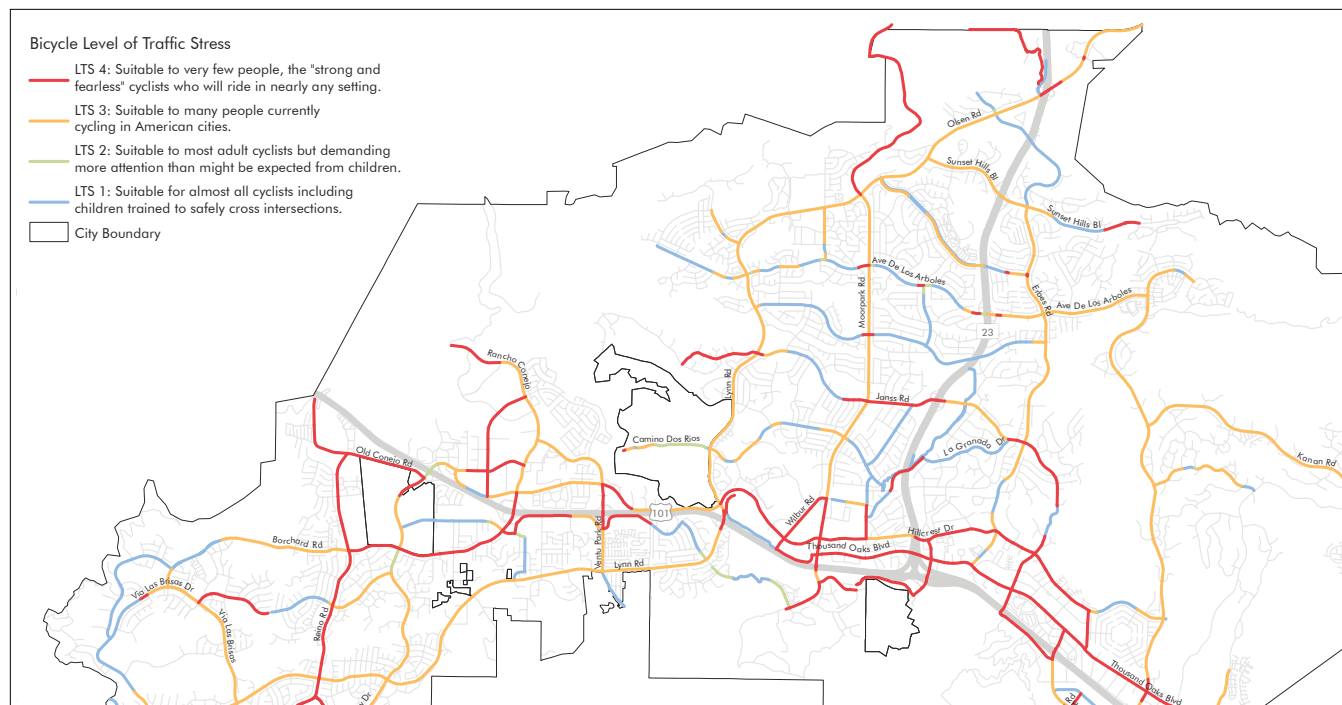 Bicycle Level of Traffic Stress
LTS 4: Suitable to very few people, the "strong and
fearless" cyclists who will ride in nearly any setting.
LTS 3: Suitable to many people currently
cycling in American cities.
LTS 2: Suitable to most adult cyclists but demanding
more attention than might be expected from children.
LTS 1: Suitable for almost all cyclists including
children trained to safely cross intersections.
City Boundary
Olsen Rd
Sunset Hills Bl
Sunset Hills Bl
Ave De Los Arboles
Moorpark Rd
Erbes Rd
Ave De Los Arboles
23
Rancho Conejo
Lynn Rd
Janss Rd
Camino Dos Rios
La Granada Dr
Kanan Rd
Old Conejo Rd
101
Wilbur Rd
Hillcrest Dr
Thousand Oaks Blvd
Borchard Rd
Ventu Park Rd
Lynn Rd
Via Las Brisas Dr
Via Las Brisas
Reino Rd
Thousand Oaks Blvd
Dr
Rd